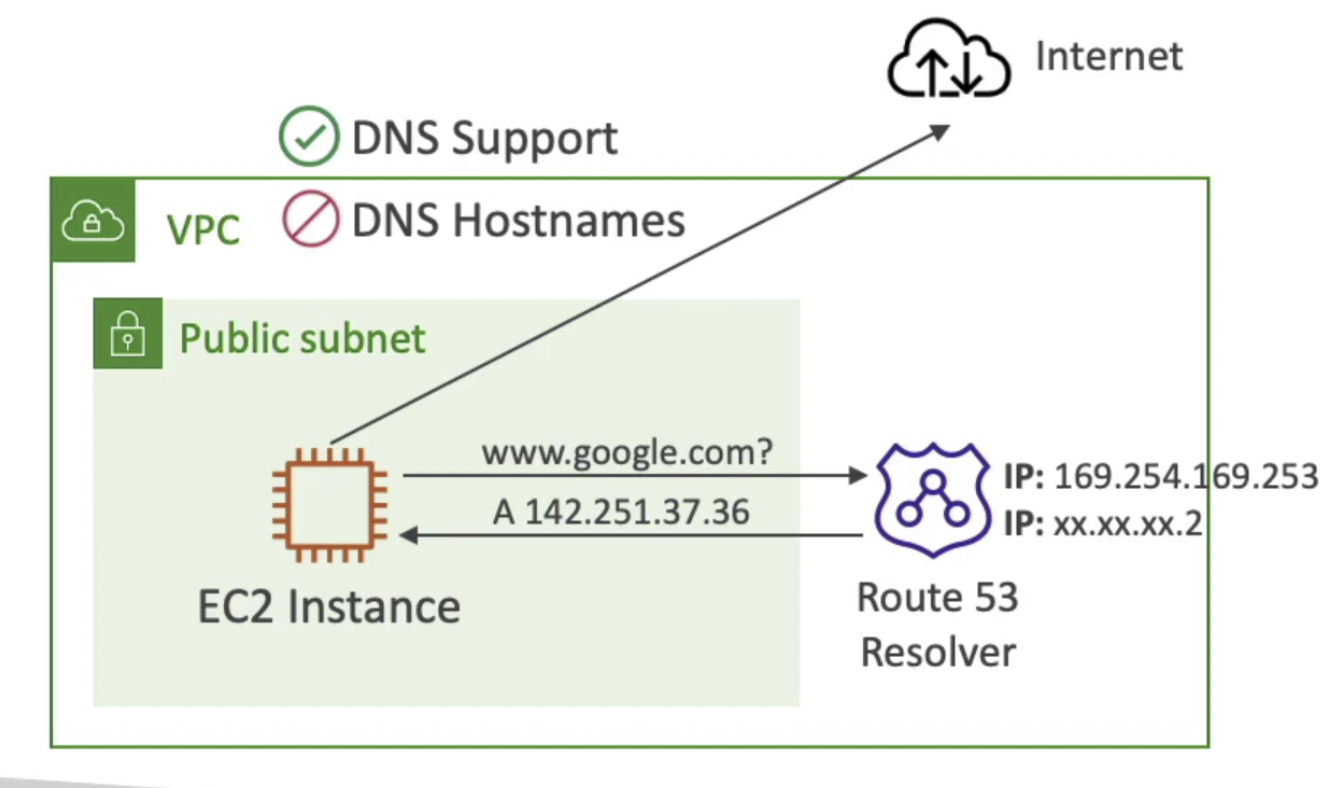 Internet
DNS Support
VPC
DNS Hostnames
Public subnet
www.google.com?
A 142.251.37.36
IP: 169.254.169.253
IP: xx.xx.xx.2
EC2 Instance
Route 53
Resolver